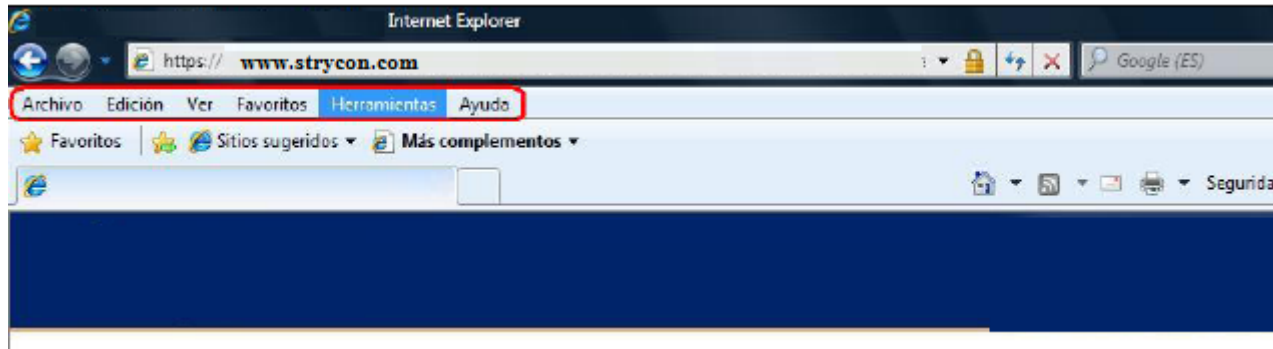 Internet Explorer
https:// www.strycon.com Google (ES)
Archivo Edición Ver Favoritos Herramientas Ayuda
Favoritos Sitios sugeridos Más complementos
Segurida